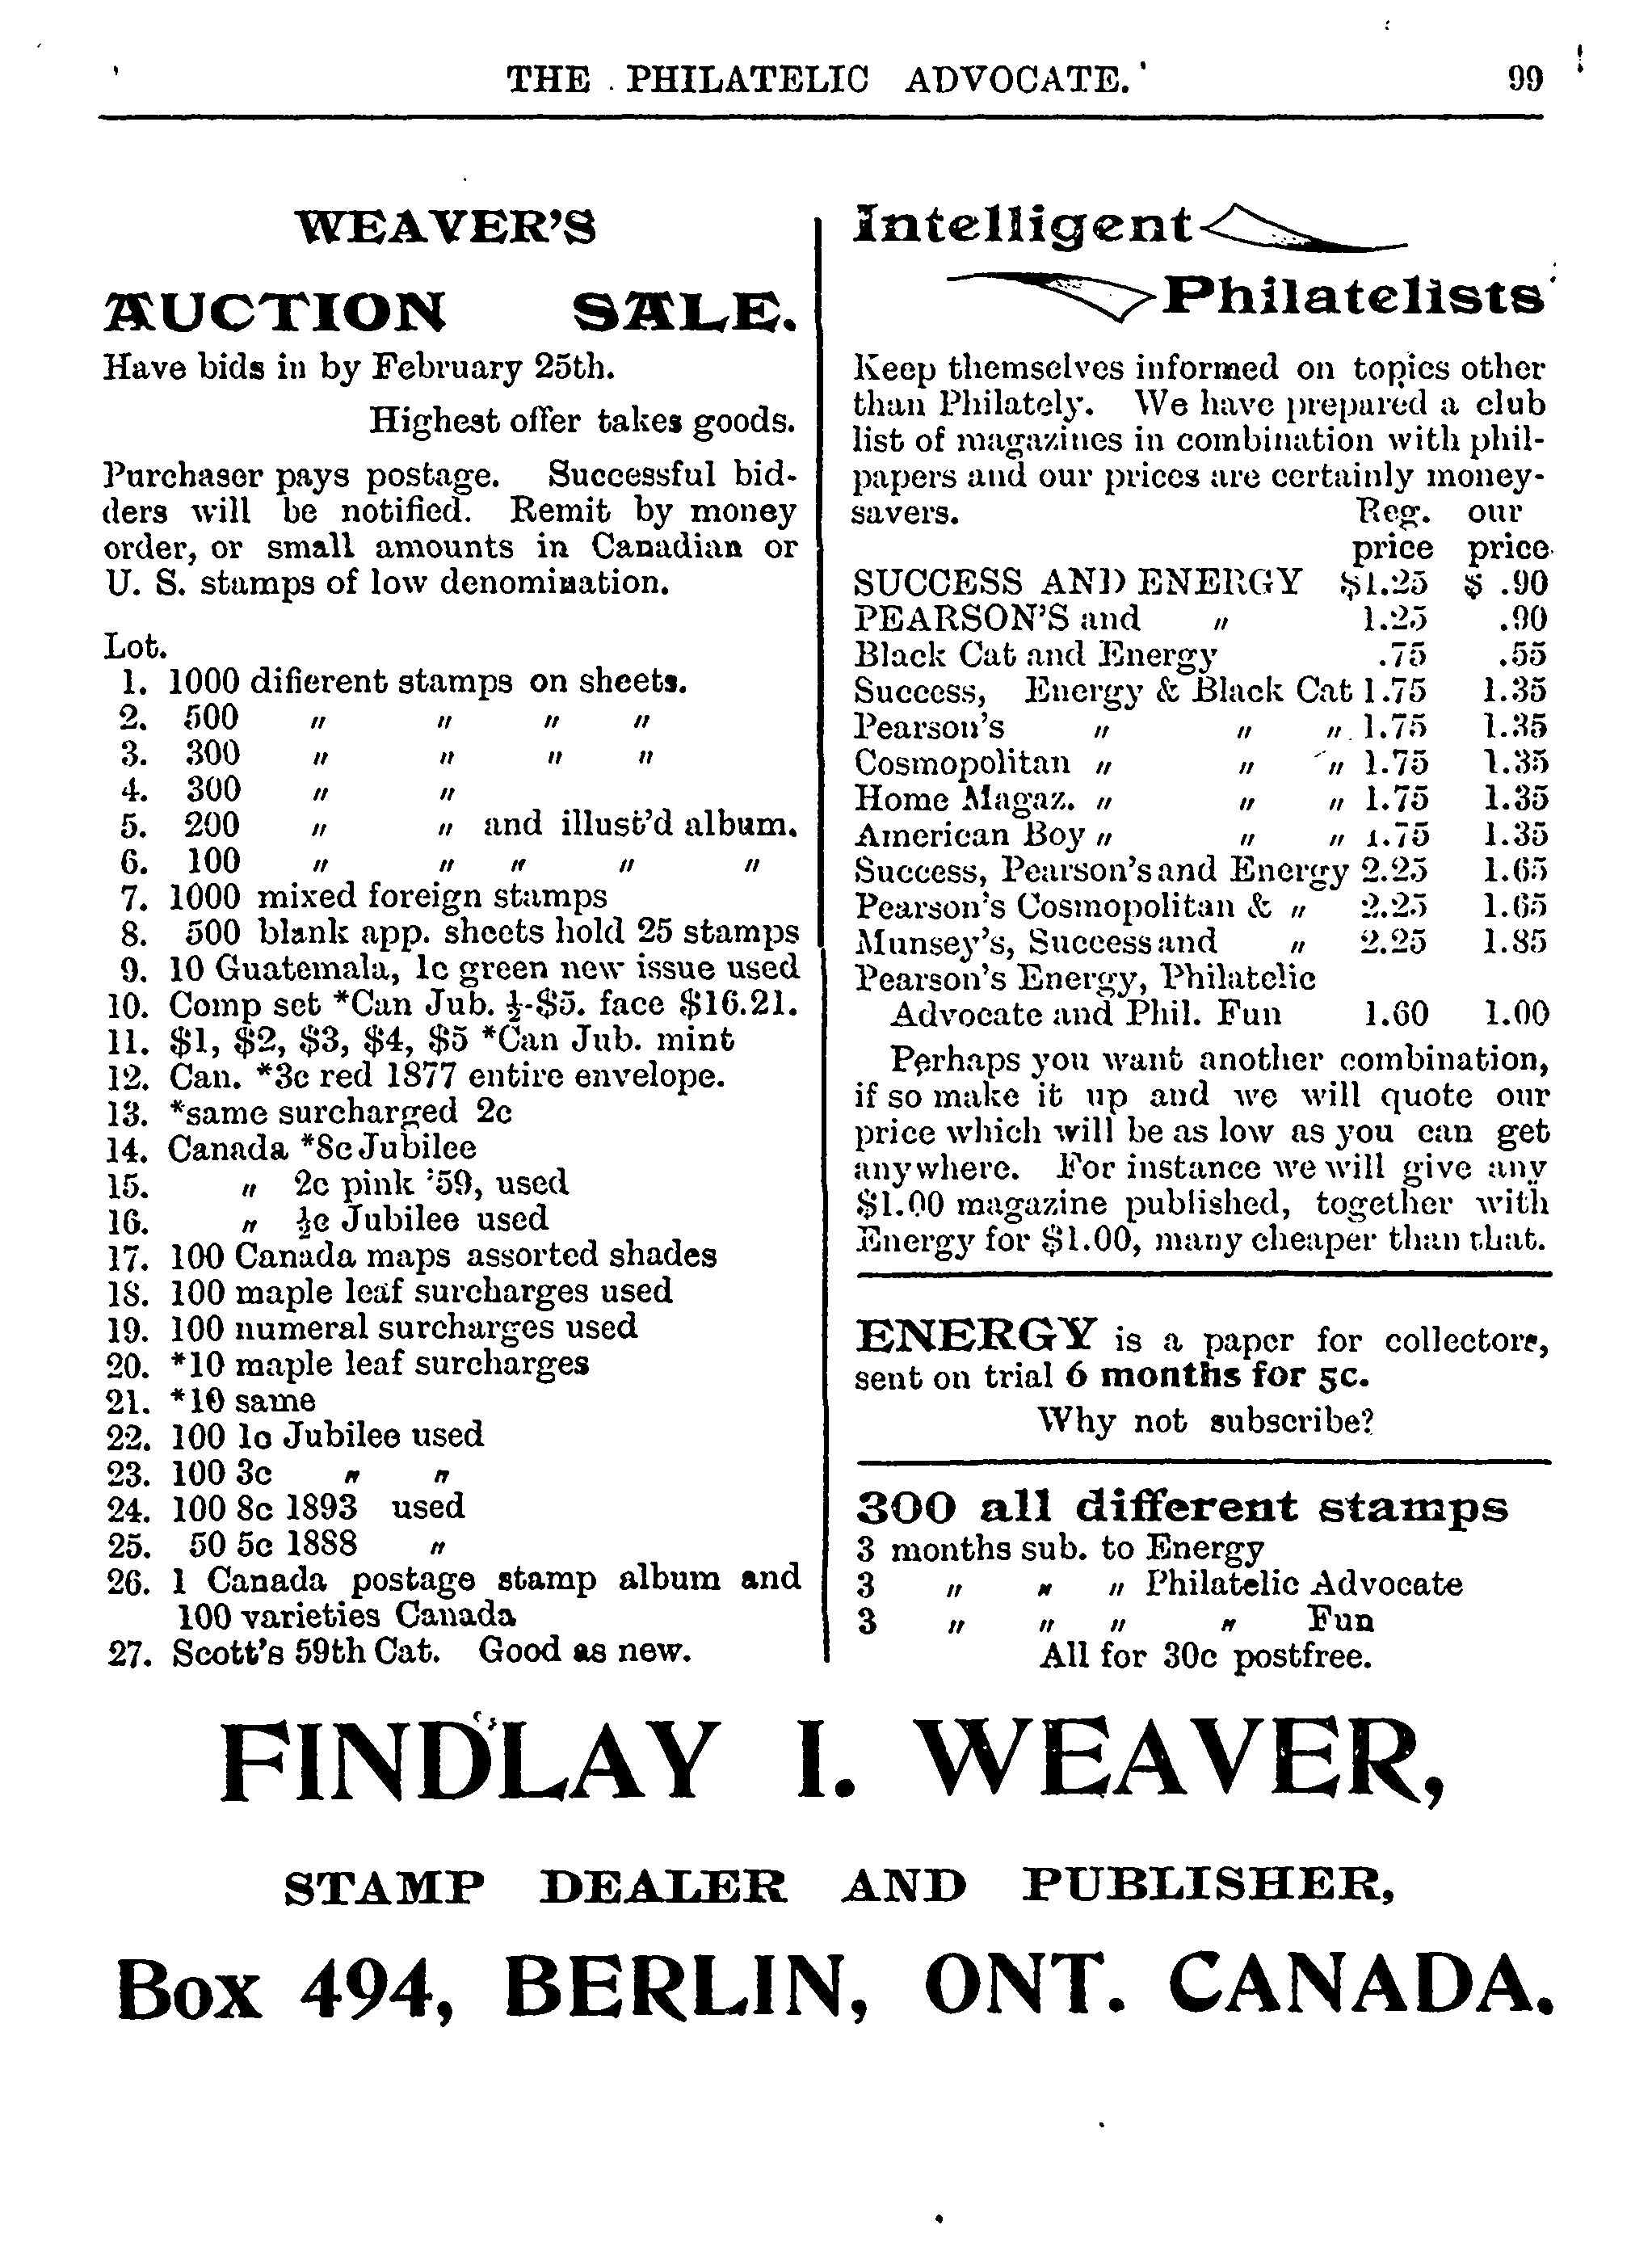 THE PHILATELIC ADVOCATE. 99
WEAVER'S
AUCTION SALE.
Have bids in by February 25th.
Highest offer takes goods.
Purchaser pays postage. Successful bid-
ders will be notified. Remit by money
order, or small amounts in Canadian or
U. S. stamps of low denomination.
Lot.
1. 1000 different stamps on sheets.
2. 500 " " " "
3. 300 " " " "
4. 300 " "
5. 200 " " and illust'd album.
6. 100 " " " " "
7. 1000 mixed foreign stamps
8. 500 blank app. sheets hold 25 stamps
9. 10 Guatemala, 1c green new issue used
10. Comp set *Can Jub. ½-$5. face $16.21.
11. $1, $2, $3, $4, $5 *Can Jub. mint
12. Can. *3c red 1877 entire envelope.
13. *same surcharged 2c
14. Canada *8c Jubilee
15. " 2c pink '59, used
16. " ½c Jubilee used
17. 100 Canada maps assorted shades
18. 100 maple leaf surcharges used
19. 100 numeral surcharges used
20. *10 maple leaf surcharges
21. *10 same
22. 100 1c Jubilee used
23. 100 3c " "
24. 100 8c 1893 used
25. 50 5c 1888 "
26. 1 Canada postage stamp album and
100 varieties Canada
27. Scott's 59th Cat. Good as new.
Intelligent
Philatelists
Keep themselves informed on topics other
than Philately. We have prepared a club
list of magazines in combination with phil-
papers and our prices are certainly money-
savers. Reg. our
price price
SUCCESS AND ENERGY $1.25 $ .90
PEARSON'S and " 1.25 .90
Black Cat and Energy .75 .55
Success, Energy & Black Cat 1.75 1.35
Pearson's " " " 1.75 1.35
Cosmopolitan " " " 1.75 1.35
Home Magaz. " " " 1.75 1.35
American Boy " " " 1.75 1.35
Success, Pearson's and Energy 2.25 1.65
Pearson's Cosmopolitan & " 2.25 1.65
Munsey's, Success and " 2.25 1.85
Pearson's Energy, Philatelic
Advocate and Phil. Fun 1.60 1.00
Perhaps you want another combination,
if so make it up and we will quote our
price which will be as low as you can get
anywhere. For instance we will give any
$1.00 magazine published, together with
Energy for $1.00, many cheaper than that.
ENERGY is a paper for collectors,
sent on trial 6 months for 5c.
Why not subscribe?
300 all different stamps
3 months sub. to Energy
3 " " " Philatelic Advocate
3 " " " " Fun
All for 30c postfree.
FINDLAY I. WEAVER,
STAMP DEALER AND PUBLISHER,
Box 494, BERLIN, ONT. CANADA.